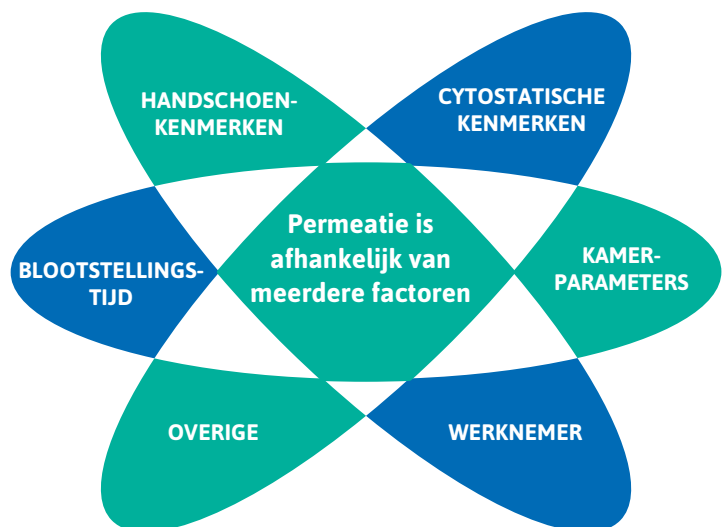 HANDSCHOEN-
KENMERKEN
CYTOSTATISCHE
KENMERKEN
Permeatie is
afhankelijk van
meerdere factoren
BLOOTSTELLINGS-
TIJD
KAMER-
PARAMETERS
OVERIGE
WERKNEMER